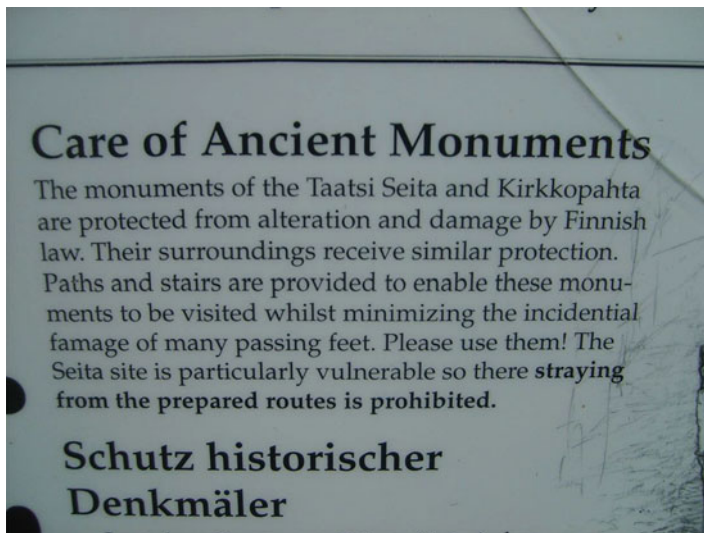 Care of Ancient Monuments
The monuments of the Taatsi Seita and Kirkkopahta
are protected from alteration and damage by Finnish
law. Their surroundings receive similar protection.
Paths and stairs are provided to enable these monu-
ments to be visited whilst minimizing the incidential
famage of many passing feet. Please use them! The
Seita site is particularly vulnerable so there straying
from the prepared routes is prohibited.
Schutz historischer
Denkmäler